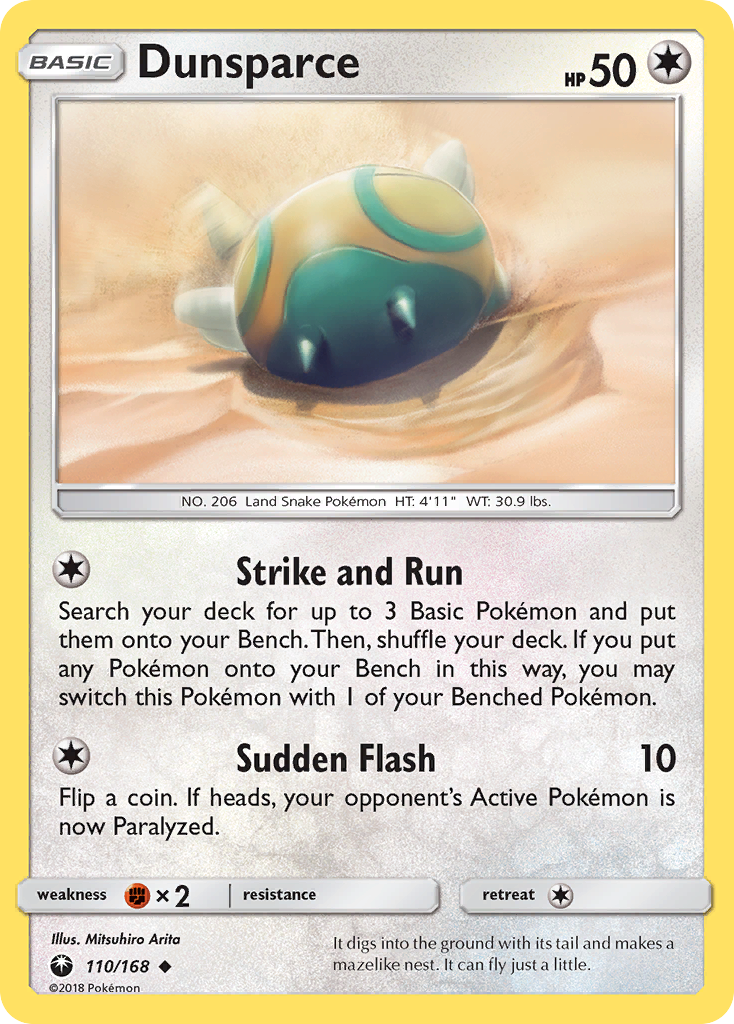 BASIC Dunsparce HP 50
NO. 206 Land Snake Pokémon HT: 4'11" WT: 30.9 lbs.
Strike and Run
Search your deck for up to 3 Basic Pokémon and put
them onto your Bench. Then, shuffle your deck. If you put
any Pokémon onto your Bench in this way, you may
switch this Pokémon with 1 of your Benched Pokémon.
Sudden Flash 10
Flip a coin. If heads, your opponent's Active Pokémon is
now Paralyzed.
weakness ×2 resistance retreat
Illus. Mitsuhiro Arita
110/168
©2018 Pokémon
It digs into the ground with its tail and makes a
mazelike nest. It can fly just a little.